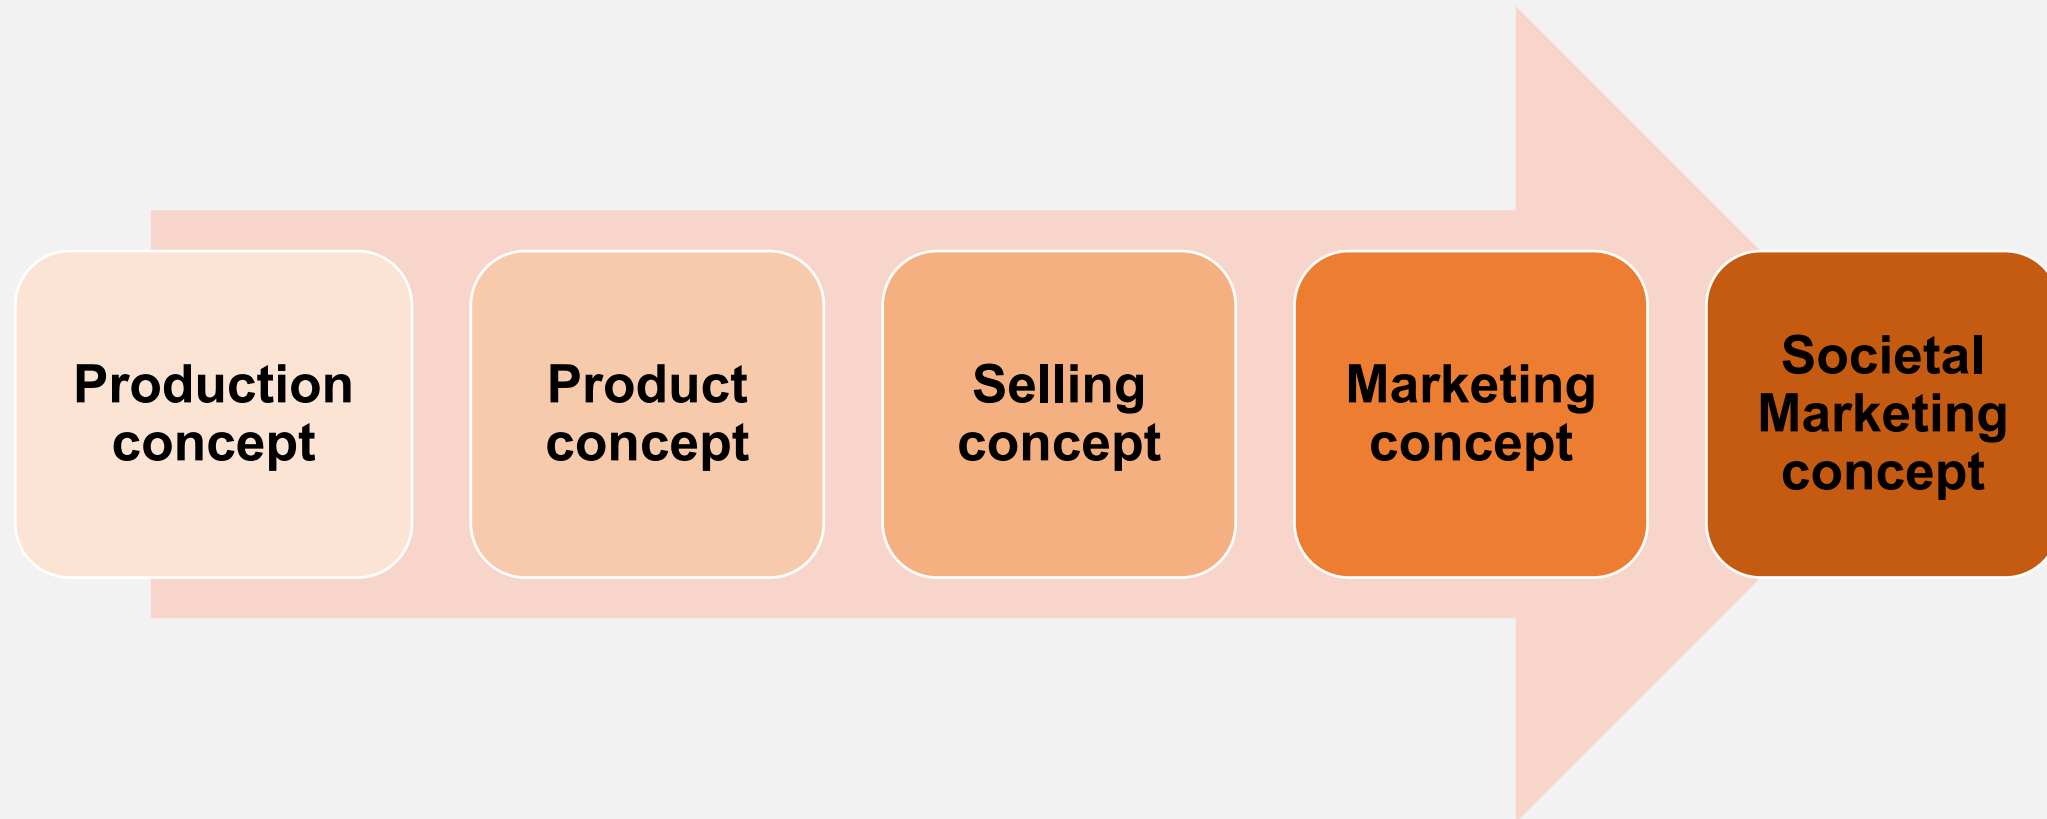 Production
concept
Product
concept
Selling
concept
Marketing
concept
Societal
Marketing
concept